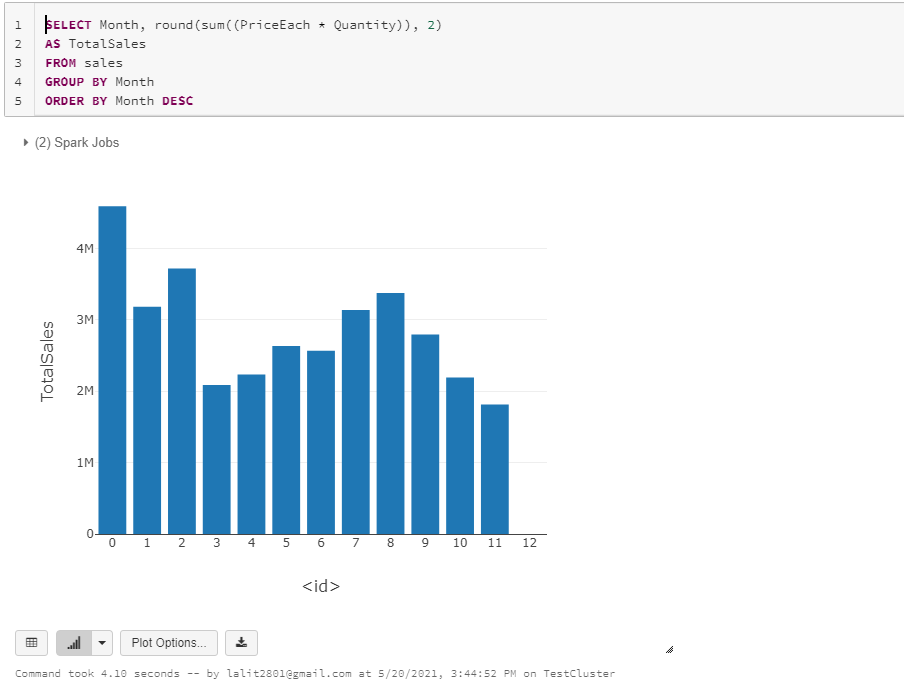 1 SELECT Month, round(sum((PriceEach * Quantity)), 2)
2 AS TotalSales
3 FROM sales
4 GROUP BY Month
5 ORDER BY Month DESC
(2) Spark Jobs
4M
3M
2M
1M
0
TotalSales
0 1 2 3 4 5 6 7 8 9 10 11 12
<id>
Plot Options...
Command took 4.10 seconds -- by lalit2801@gmail.com at 5/20/2021, 3:44:52 PM on TestCluster